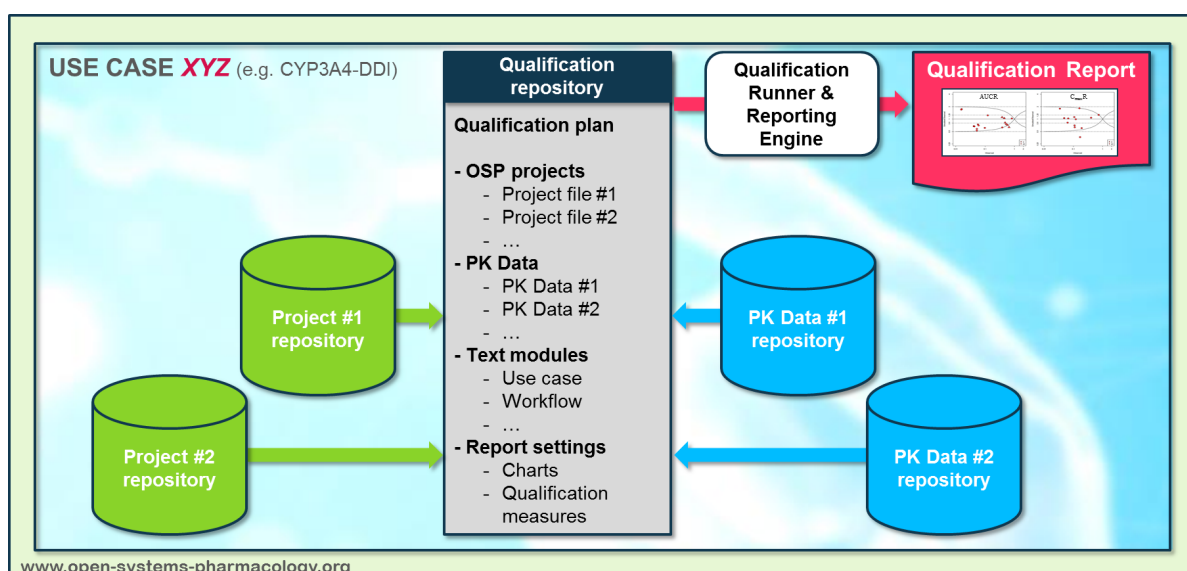 USE CASE XYZ (e.g. CYP3A4-DDI)
Qualification
repository
Qualification plan
- OSP projects
- Project file #1
- Project file #2
- …
- PK Data
- PK Data #1
- PK Data #2
- …
- Text modules
- Use case
- Workflow
- …
- Report settings
- Charts
- Qualification
measures
Qualification
Runner &
Reporting
Engine
Qualification Report
AUCR
CmaxR
Project #1
repository
Project #2
repository
PK Data #1
repository
PK Data #2
repository
www.open-systems-pharmacology.org